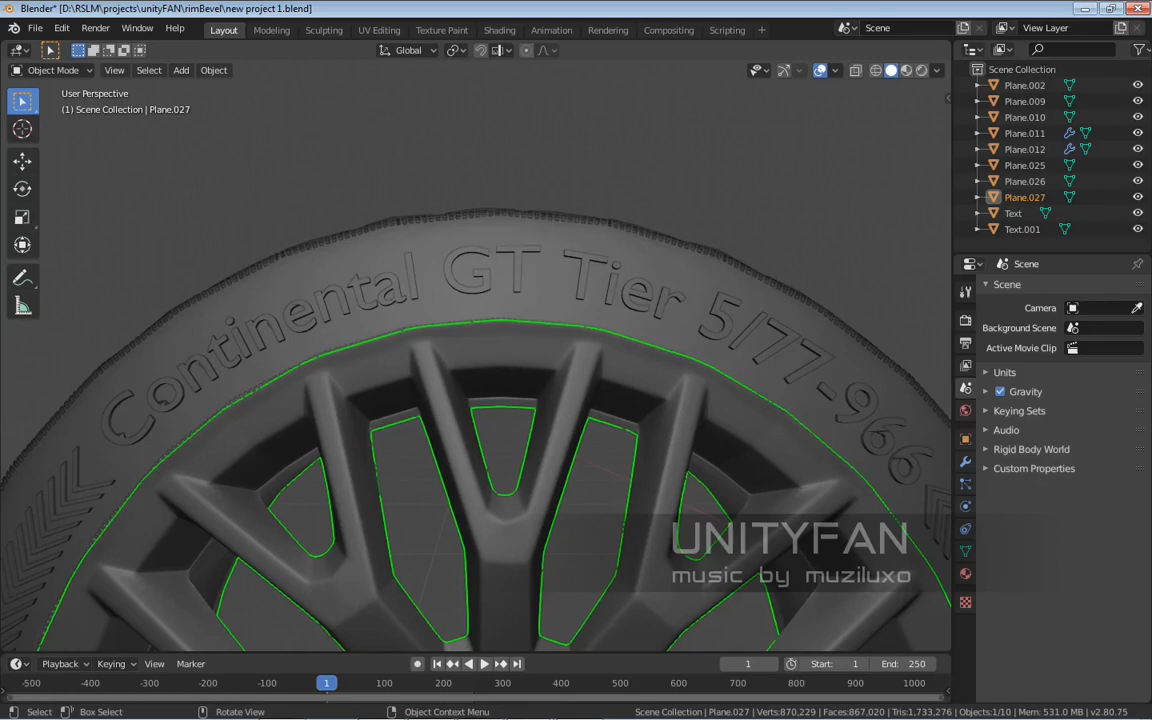 Blender* [D:\RSLM\projects\unityFAN\rimBevel\new project 1.blend]
File Edit Render Window Help Layout Modeling Sculpting UV Editing Texture Paint Shading Animation Rendering Compositing Scripting + Scene View Layer
Global
Object Mode View Select Add Object
User Perspective
(1) Scene Collection | Plane.027
Scene Collection
Plane.002
Plane.009
Plane.010
Plane.011
Plane.012
Plane.025
Plane.026
Plane.027
Text
Text.001
Scene
Scene
Camera
Background Scene
Active Movie Clip
Units
Gravity
Keying Sets
Audio
Rigid Body World
Custom Properties
Continental GT Tier 5/77-966
UNITYFAN
music by muziluxo
Playback Keying View Marker 1 Start: 1 End: 250
-500 -400 -300 -200 -100 1 100 200 300 400 500 600 700 800 900 1000
Select Box Select Rotate View Object Context Menu Scene Collection | Plane.027 | Verts:870,229 | Faces:867,020 | Tris:1,733,276 | Objects:1/10 | Mem: 531.0 MB | v2.80.75